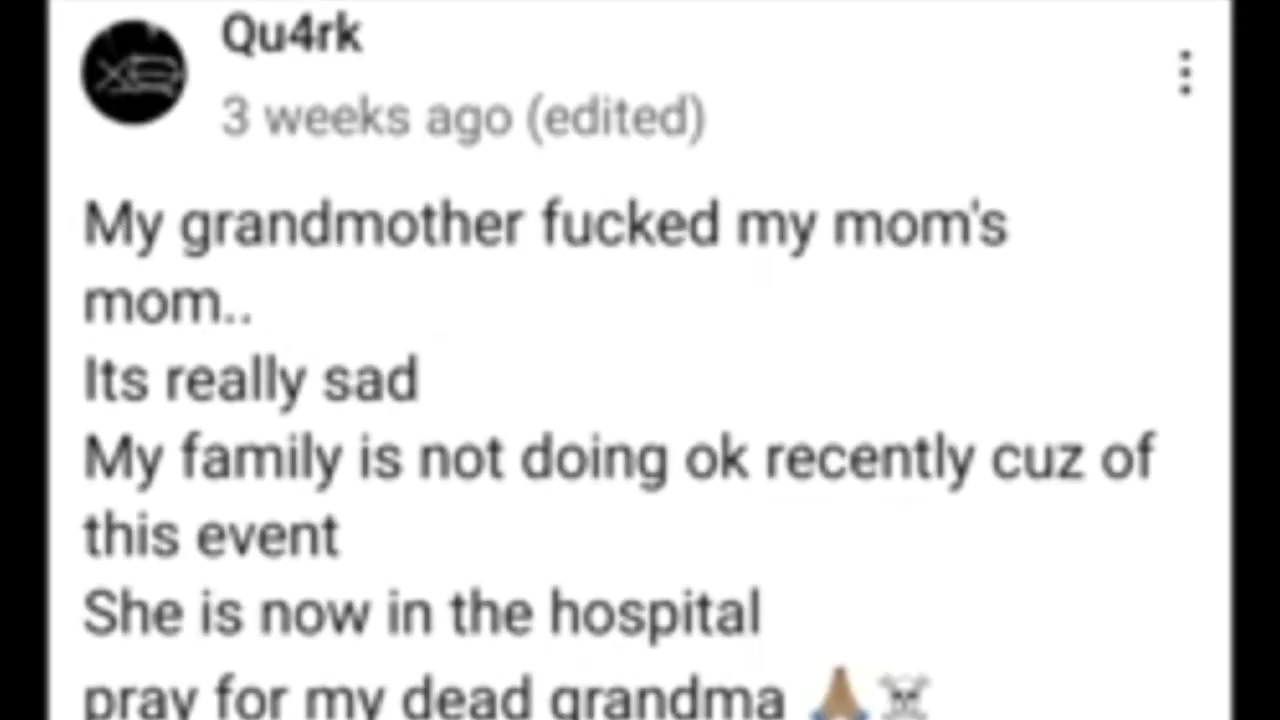 Qu4rk
3 weeks ago (edited)
My grandmother fucked my mom's
mom..
Its really sad
My family is not doing ok recently cuz of
this event
She is now in the hospital
pray for my dead grandma 🙏🏽☠️